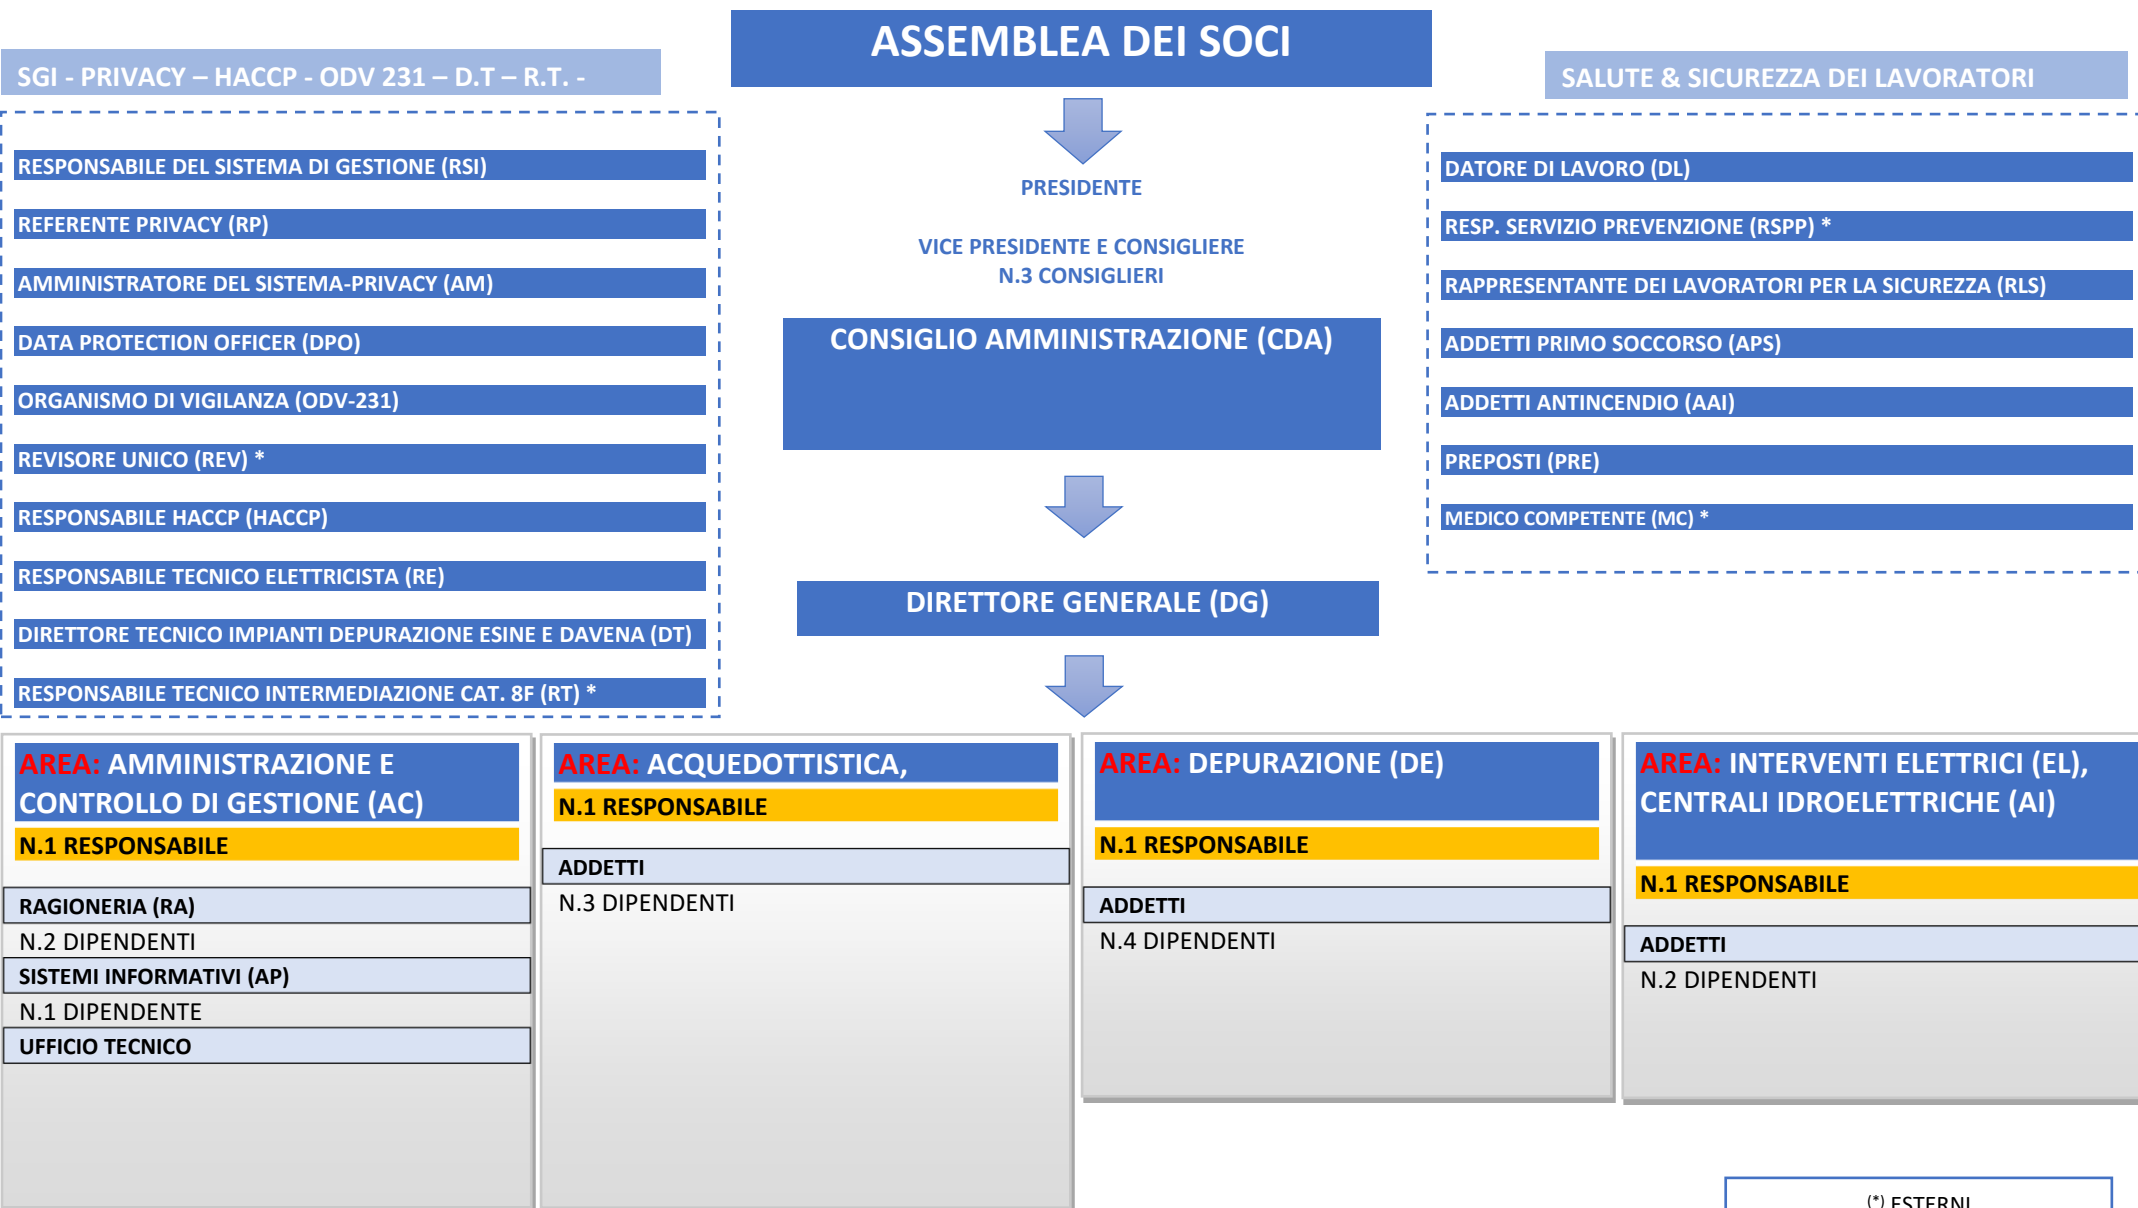 ASSEMBLEA DEI SOCI
SGI - PRIVACY – HACCP - ODV 231 – D.T – R.T. -
RESPONSABILE DEL SISTEMA DI GESTIONE (RSI)
REFERENTE PRIVACY (RP)
AMMINISTRATORE DEL SISTEMA-PRIVACY (AM)
DATA PROTECTION OFFICER (DPO)
ORGANISMO DI VIGILANZA (ODV-231)
REVISORE UNICO (REV) *
RESPONSABILE HACCP (HACCP)
RESPONSABILE TECNICO ELETTRICISTA (RE)
DIRETTORE TECNICO IMPIANTI DEPURAZIONE ESINE E DAVENA (DT)
RESPONSABILE TECNICO INTERMEDIAZIONE CAT. 8F (RT) *
PRESIDENTE
VICE PRESIDENTE E CONSIGLIERE
N.3 CONSIGLIERI
CONSIGLIO AMMINISTRAZIONE (CDA)
DIRETTORE GENERALE (DG)
SALUTE & SICUREZZA DEI LAVORATORI
DATORE DI LAVORO (DL)
RESP. SERVIZIO PREVENZIONE (RSPP) *
RAPPRESENTANTE DEI LAVORATORI PER LA SICUREZZA (RLS)
ADDETTI PRIMO SOCCORSO (APS)
ADDETTI ANTINCENDIO (AAI)
PREPOSTI (PRE)
MEDICO COMPETENTE (MC) *
AREA: AMMINISTRAZIONE E
CONTROLLO DI GESTIONE (AC)
N.1 RESPONSABILE
RAGIONERIA (RA)
N.2 DIPENDENTI
SISTEMI INFORMATIVI (AP)
N.1 DIPENDENTE
UFFICIO TECNICO
AREA: ACQUEDOTTISTICA,
N.1 RESPONSABILE
ADDETTI
N.3 DIPENDENTI
AREA: DEPURAZIONE (DE)
N.1 RESPONSABILE
ADDETTI
N.4 DIPENDENTI
AREA: INTERVENTI ELETTRICI (EL),
CENTRALI IDROELETTRICHE (AI)
N.1 RESPONSABILE
ADDETTI
N.2 DIPENDENTI
(*) ESTERNI